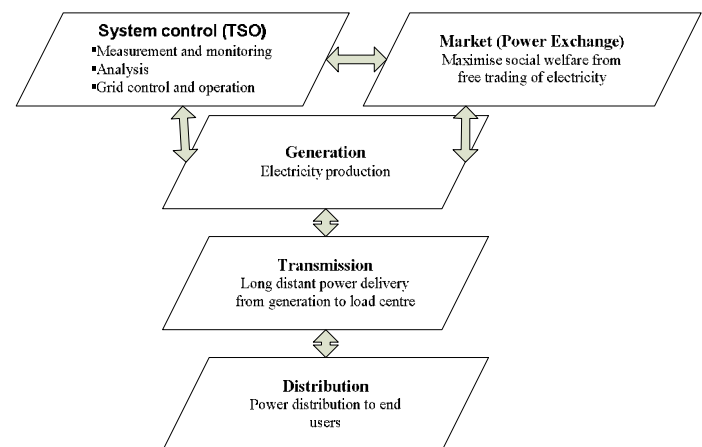 System control (TSO)
▪Measurement and monitoring
▪Analysis
▪Grid control and operation
Market (Power Exchange)
Maximise social welfare from
free trading of electricity
Generation
Electricity production
Transmission
Long distant power delivery
from generation to load centre
Distribution
Power distribution to end
users